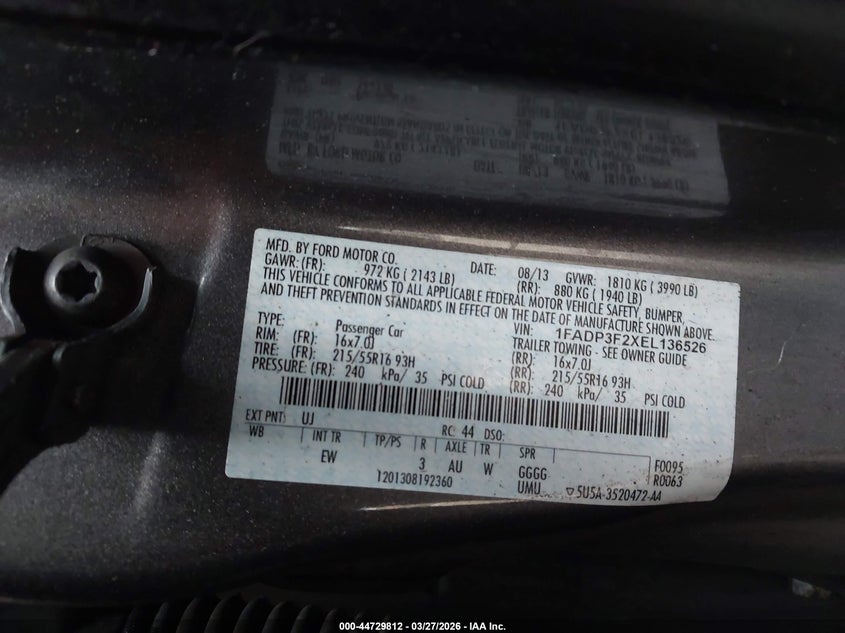 MFD. BY FORD MOTOR CO.
DATE: 08/13 GVWR: 1810 KG ( 3990 LB)
GAWR: (FR): 972 KG ( 2143 LB) (RR): 880 KG ( 1940 LB)
THIS VEHICLE CONFORMS TO ALL APPLICABLE FEDERAL MOTOR VEHICLE SAFETY, BUMPER,
AND THEFT PREVENTION STANDARDS IN EFFECT ON THE DATE OF MANUFACTURE SHOWN ABOVE.
VIN: 1FADP3F2XEL136526
TYPE: Passenger Car TRAILER TOWING - SEE OWNER GUIDE
RIM: (FR): 16x7.0J (RR): 16x7.0J
TIRE: (FR): 215/55R16 93H (RR): 215/55R16 93H
PRESSURE: (FR): 240 kPa/ 35 PSI COLD (RR): 240 kPa/ 35 PSI COLD
EXT PNT: UJ RC: 44 DSO:
WB INT TR TP/PS R AXLE TR SPR
EW 3 AU W GGGG F0095
UMU R0063
1201308192360 5U5A-3520472-AA
000-44729812 – 03/27/2026 – IAA Inc.